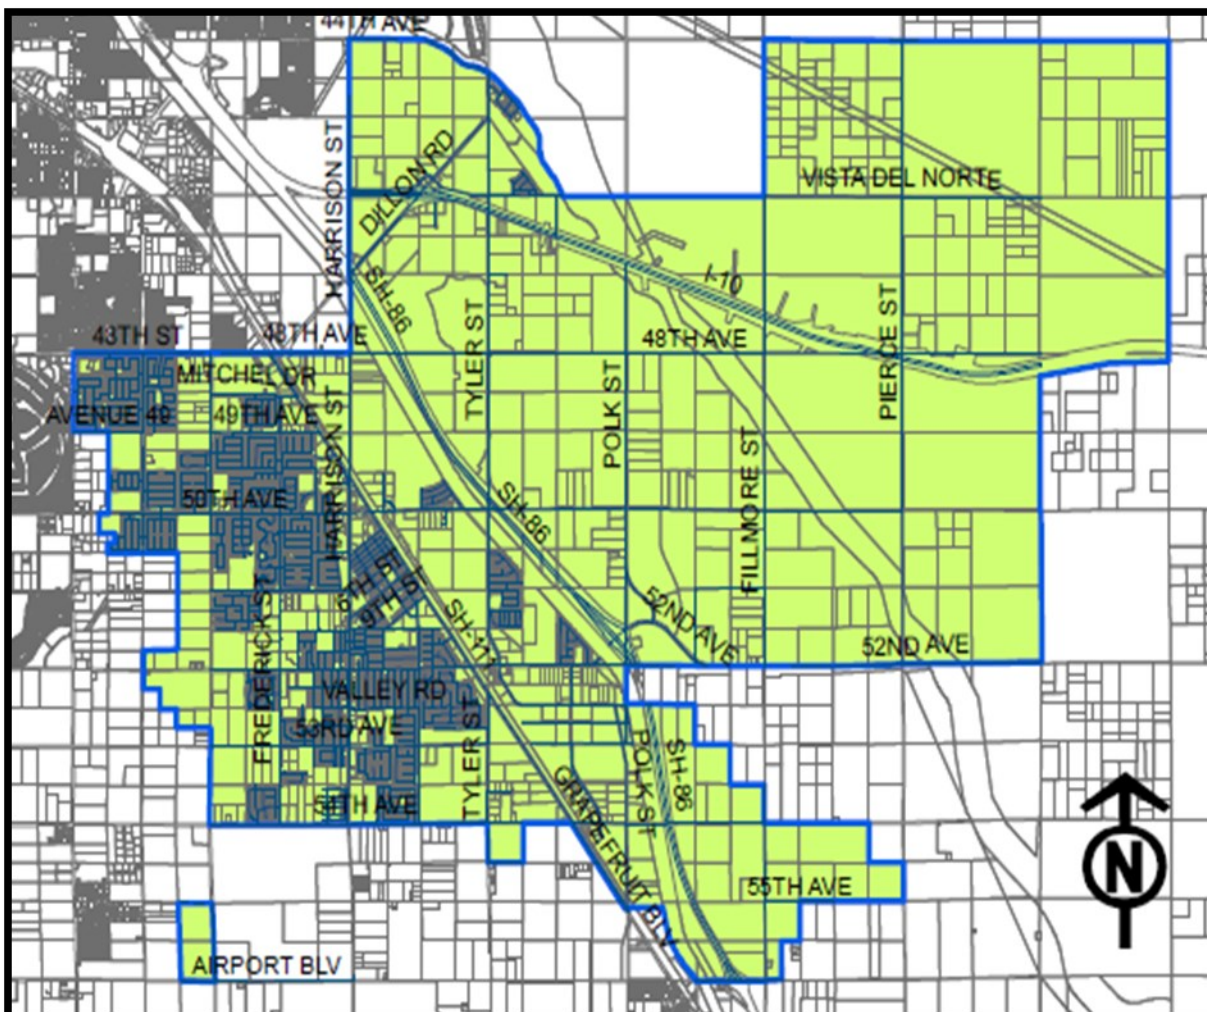 44TH AVE
HARRISON ST
DILLON RD
VISTA DEL NORTE
SH-86
I-10
43TH ST
48TH AVE
TYLER ST
48TH AVE
PIERCE ST
MITCHEL DR
AVENUE 49
49TH AVE
HARRISON ST
POLK ST
50TH AVE
SH-86
FILLMORE ST
6TH ST
9TH ST
FREDERICK ST
SH-111
52ND AVE
52ND AVE
VALLEY RD
53RD AVE
TYLER ST
POLK ST
SH-86
54TH AVE
GRAPEFRUIT BLV
55TH AVE
N
AIRPORT BLV